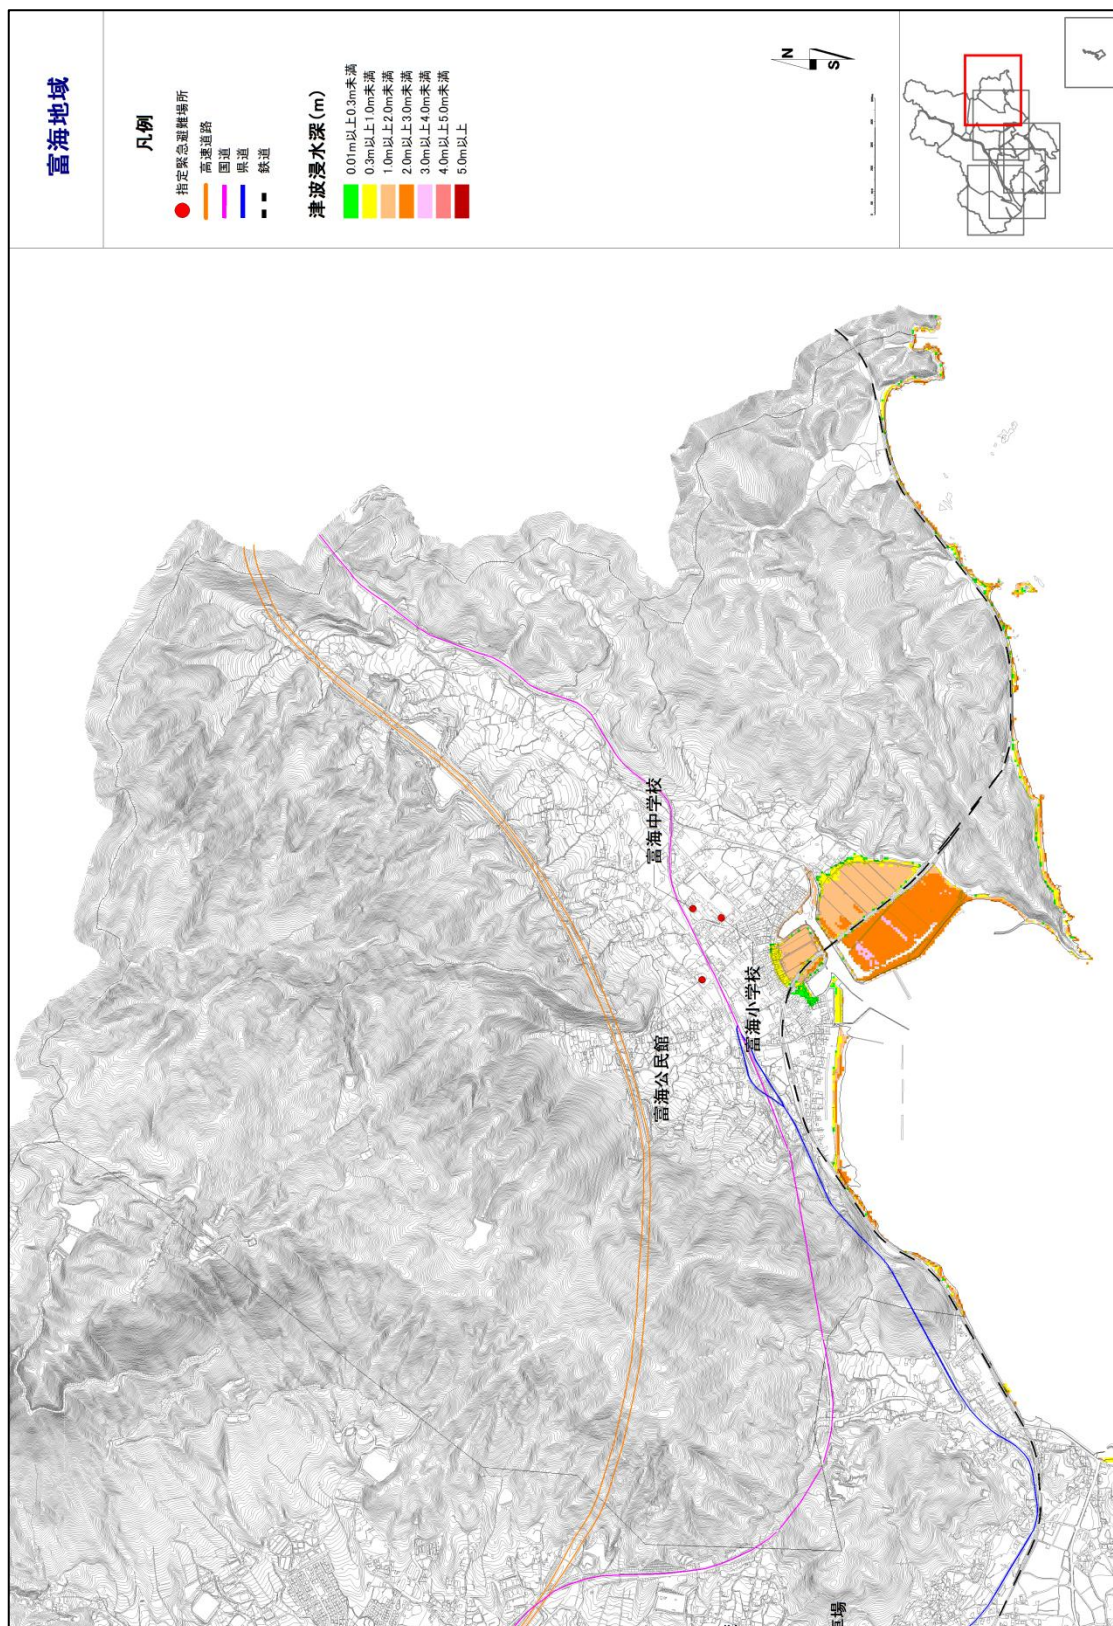 富海地域
凡例
指定緊急避難場所
高速道路
国道
県道
鉄道
津波浸水深(m)
0.01m以上0.3m未満
0.3m以上1.0m未満
1.0m以上2.0m未満
2.0m以上3.0m未満
3.0m以上4.0m未満
4.0m以上5.0m未満
5.0m以上
N
S
富海中学校
富海小学校
富海公民館